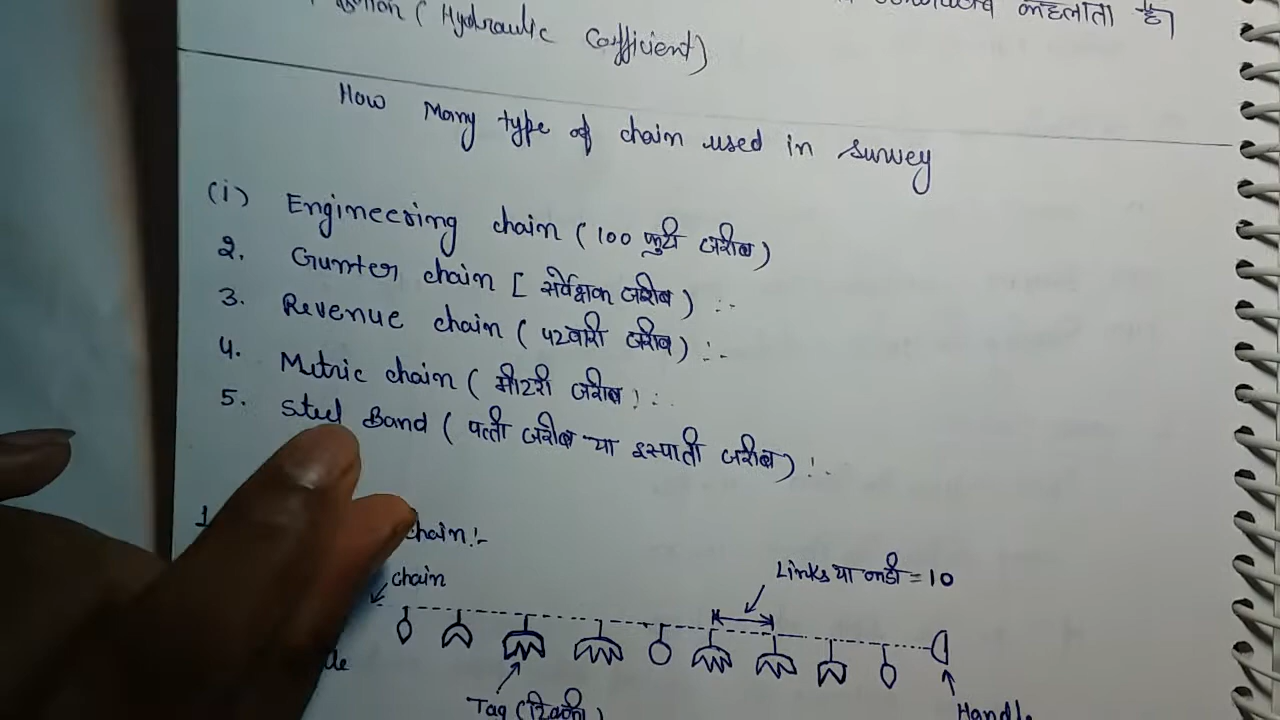 (Hydraulic Coefficient)
कहलाता है।
How Many type of chain used in survey
(i) Engineering chain (100 फुटी जरीब)
2. Gunter chain [ सर्वेक्षक जरीब) :-
3. Revenue chain ( पटवारी जरीब) :-
4. Metric chain ( मीटरी जरीब) :-
5. Steel Band ( पत्ती जरीब या इस्पाती जरीब) :-
1
chain:-
chain
Links या कडी = 10
Tag
Handle